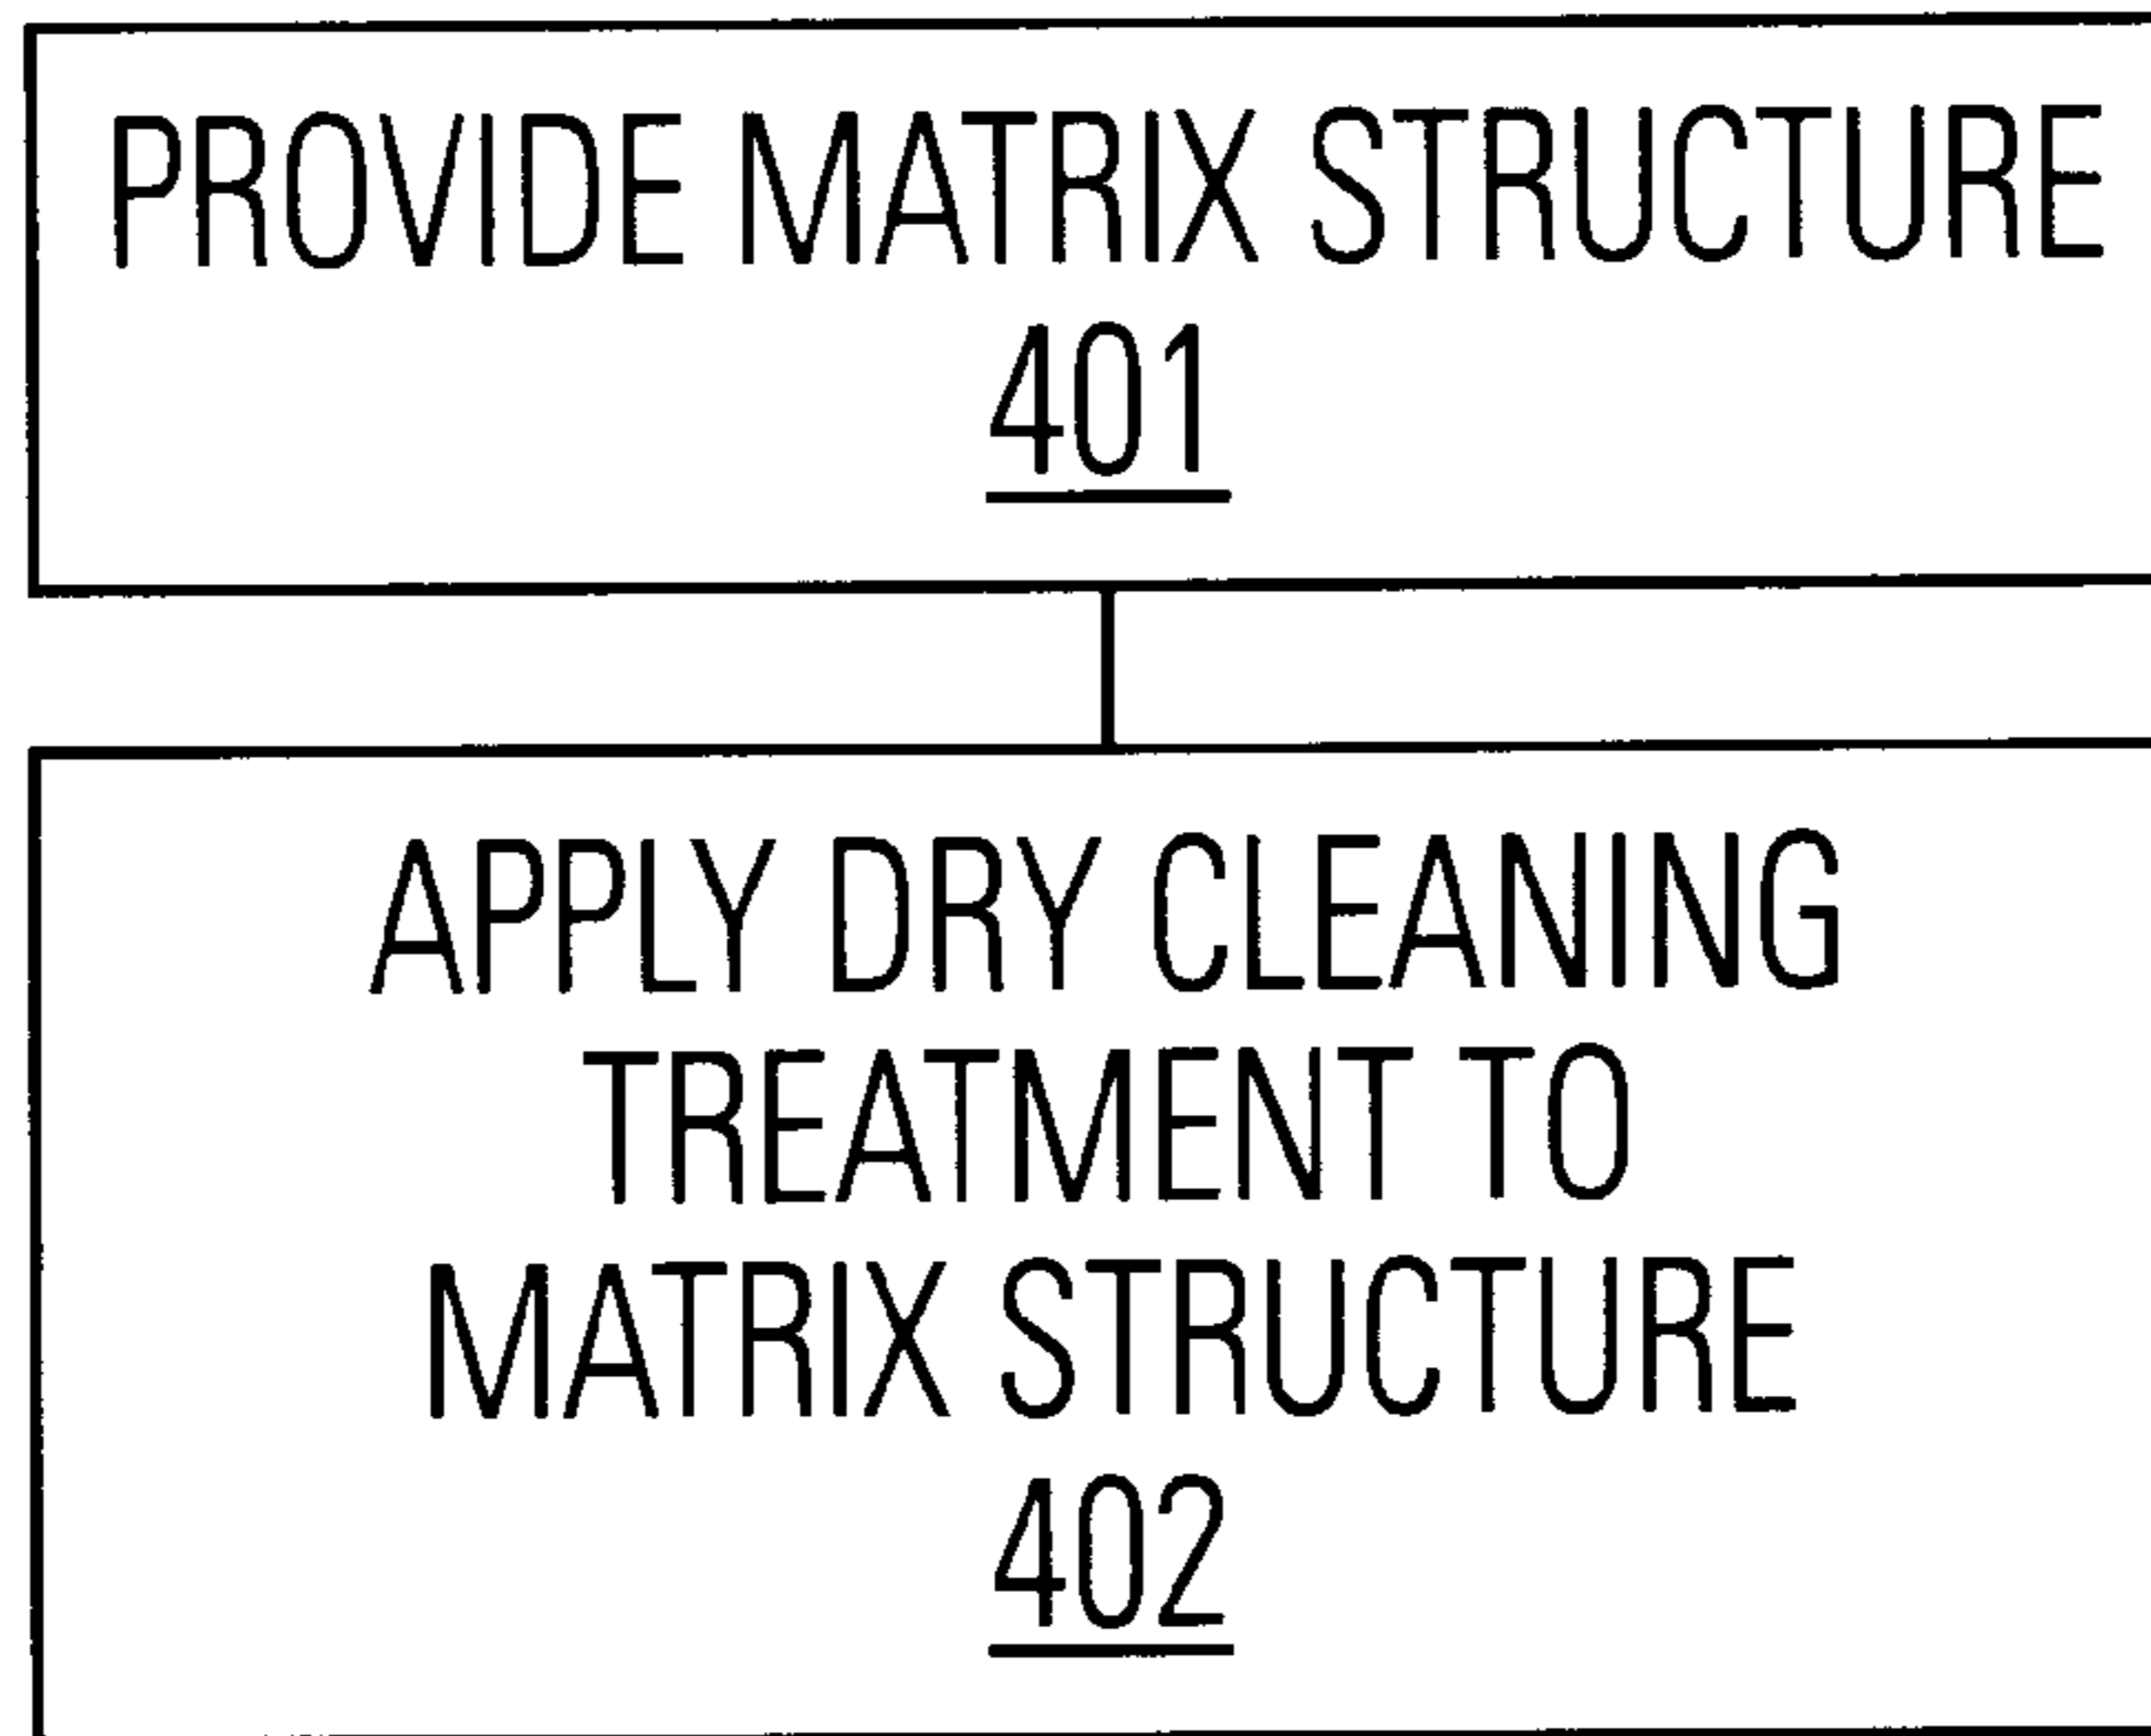 PROVIDE MATRIX STRUCTURE
401
APPLY DRY CLEANING
TREATMENT TO
MATRIX STRUCTURE
402